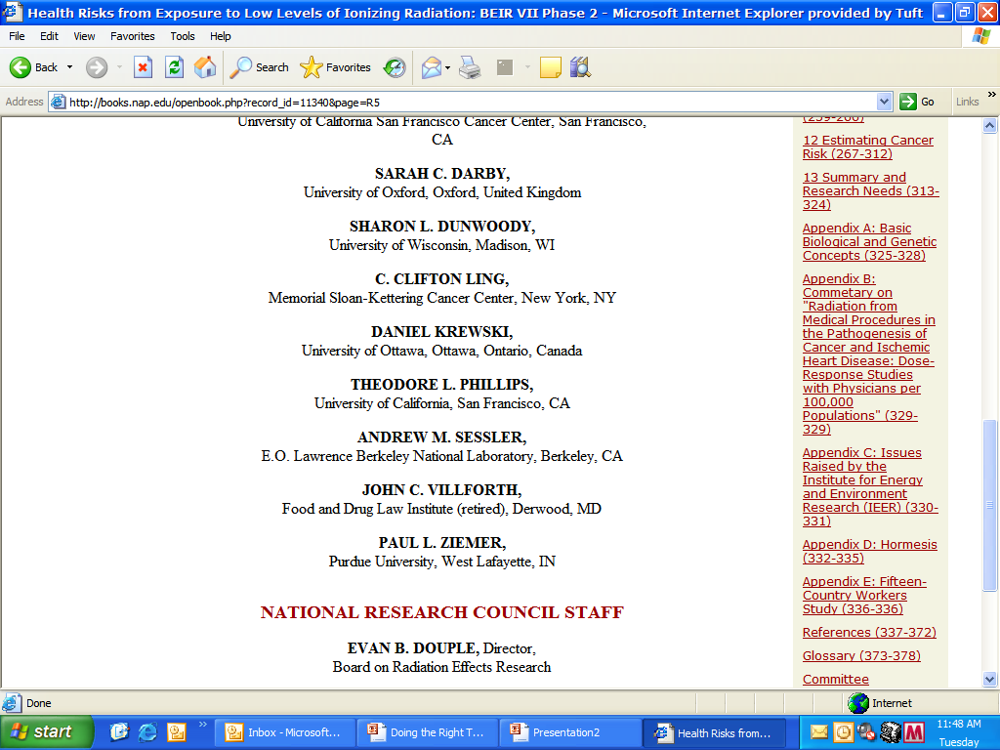 Health Risks from Exposure to Low Levels of Ionizing Radiation: BEIR VII Phase 2 - Microsoft Internet Explorer provided by Tuft
File Edit View Favorites Tools Help
Back Search Favorites
Address http://books.nap.edu/openbook.php?record_id=11340&page=R5 Go Links »
University of California San Francisco Cancer Center, San Francisco,
CA
SARAH C. DARBY,
University of Oxford, Oxford, United Kingdom
SHARON L. DUNWOODY,
University of Wisconsin, Madison, WI
C. CLIFTON LING,
Memorial Sloan-Kettering Cancer Center, New York, NY
DANIEL KREWSKI,
University of Ottawa, Ottawa, Ontario, Canada
THEODORE L. PHILLIPS,
University of California, San Francisco, CA
ANDREW M. SESSLER,
E.O. Lawrence Berkeley National Laboratory, Berkeley, CA
JOHN C. VILLFORTH,
Food and Drug Law Institute (retired), Derwood, MD
PAUL L. ZIEMER,
Purdue University, West Lafayette, IN
NATIONAL RESEARCH COUNCIL STAFF
EVAN B. DOUPLE, Director,
Board on Radiation Effects Research
12 Estimating Cancer
Risk (267-312)
13 Summary and
Research Needs (313-
324)
Appendix A: Basic
Biological and Genetic
Concepts (325-328)
Appendix B:
Commetary on
"Radiation from
Medical Procedures in
the Pathogenesis of
Cancer and Ischemic
Heart Disease: Dose-
Response Studies
with Physicians per
100,000
Populations" (329-
329)
Appendix C: Issues
Raised by the
Institute for Energy
and Environment
Research (IEER) (330-
331)
Appendix D: Hormesis
(332-335)
Appendix E: Fifteen-
Country Workers
Study (336-336)
References (337-372)
Glossary (373-378)
Committee
Done Internet
start » Inbox - Microsoft... Doing the Right T... Presentation2 Health Risks from... 11:48 AM
Tuesday